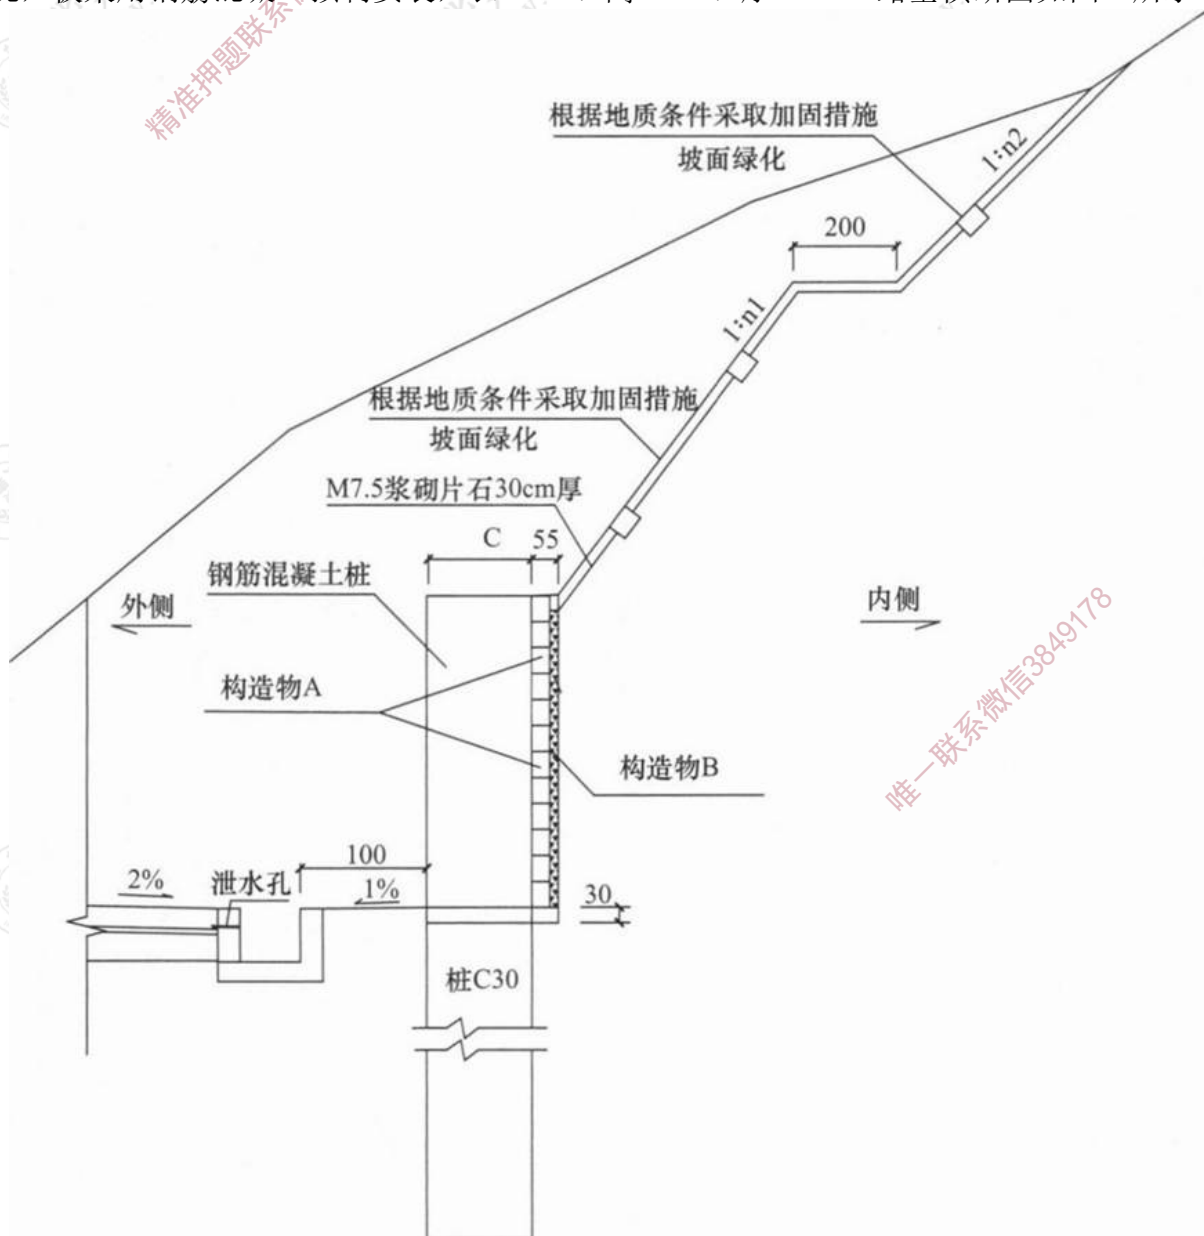 精准押题联系
根据地质条件采取加固措施
坡面绿化
1:n2
200
1:n1
根据地质条件采取加固措施
坡面绿化
M7.5浆砌片石30cm厚
C 55
钢筋混凝土桩
外侧
内侧
构造物A
构造物B
唯一联系微信3849178
100
2%
泄水孔
1%
30
桩C30